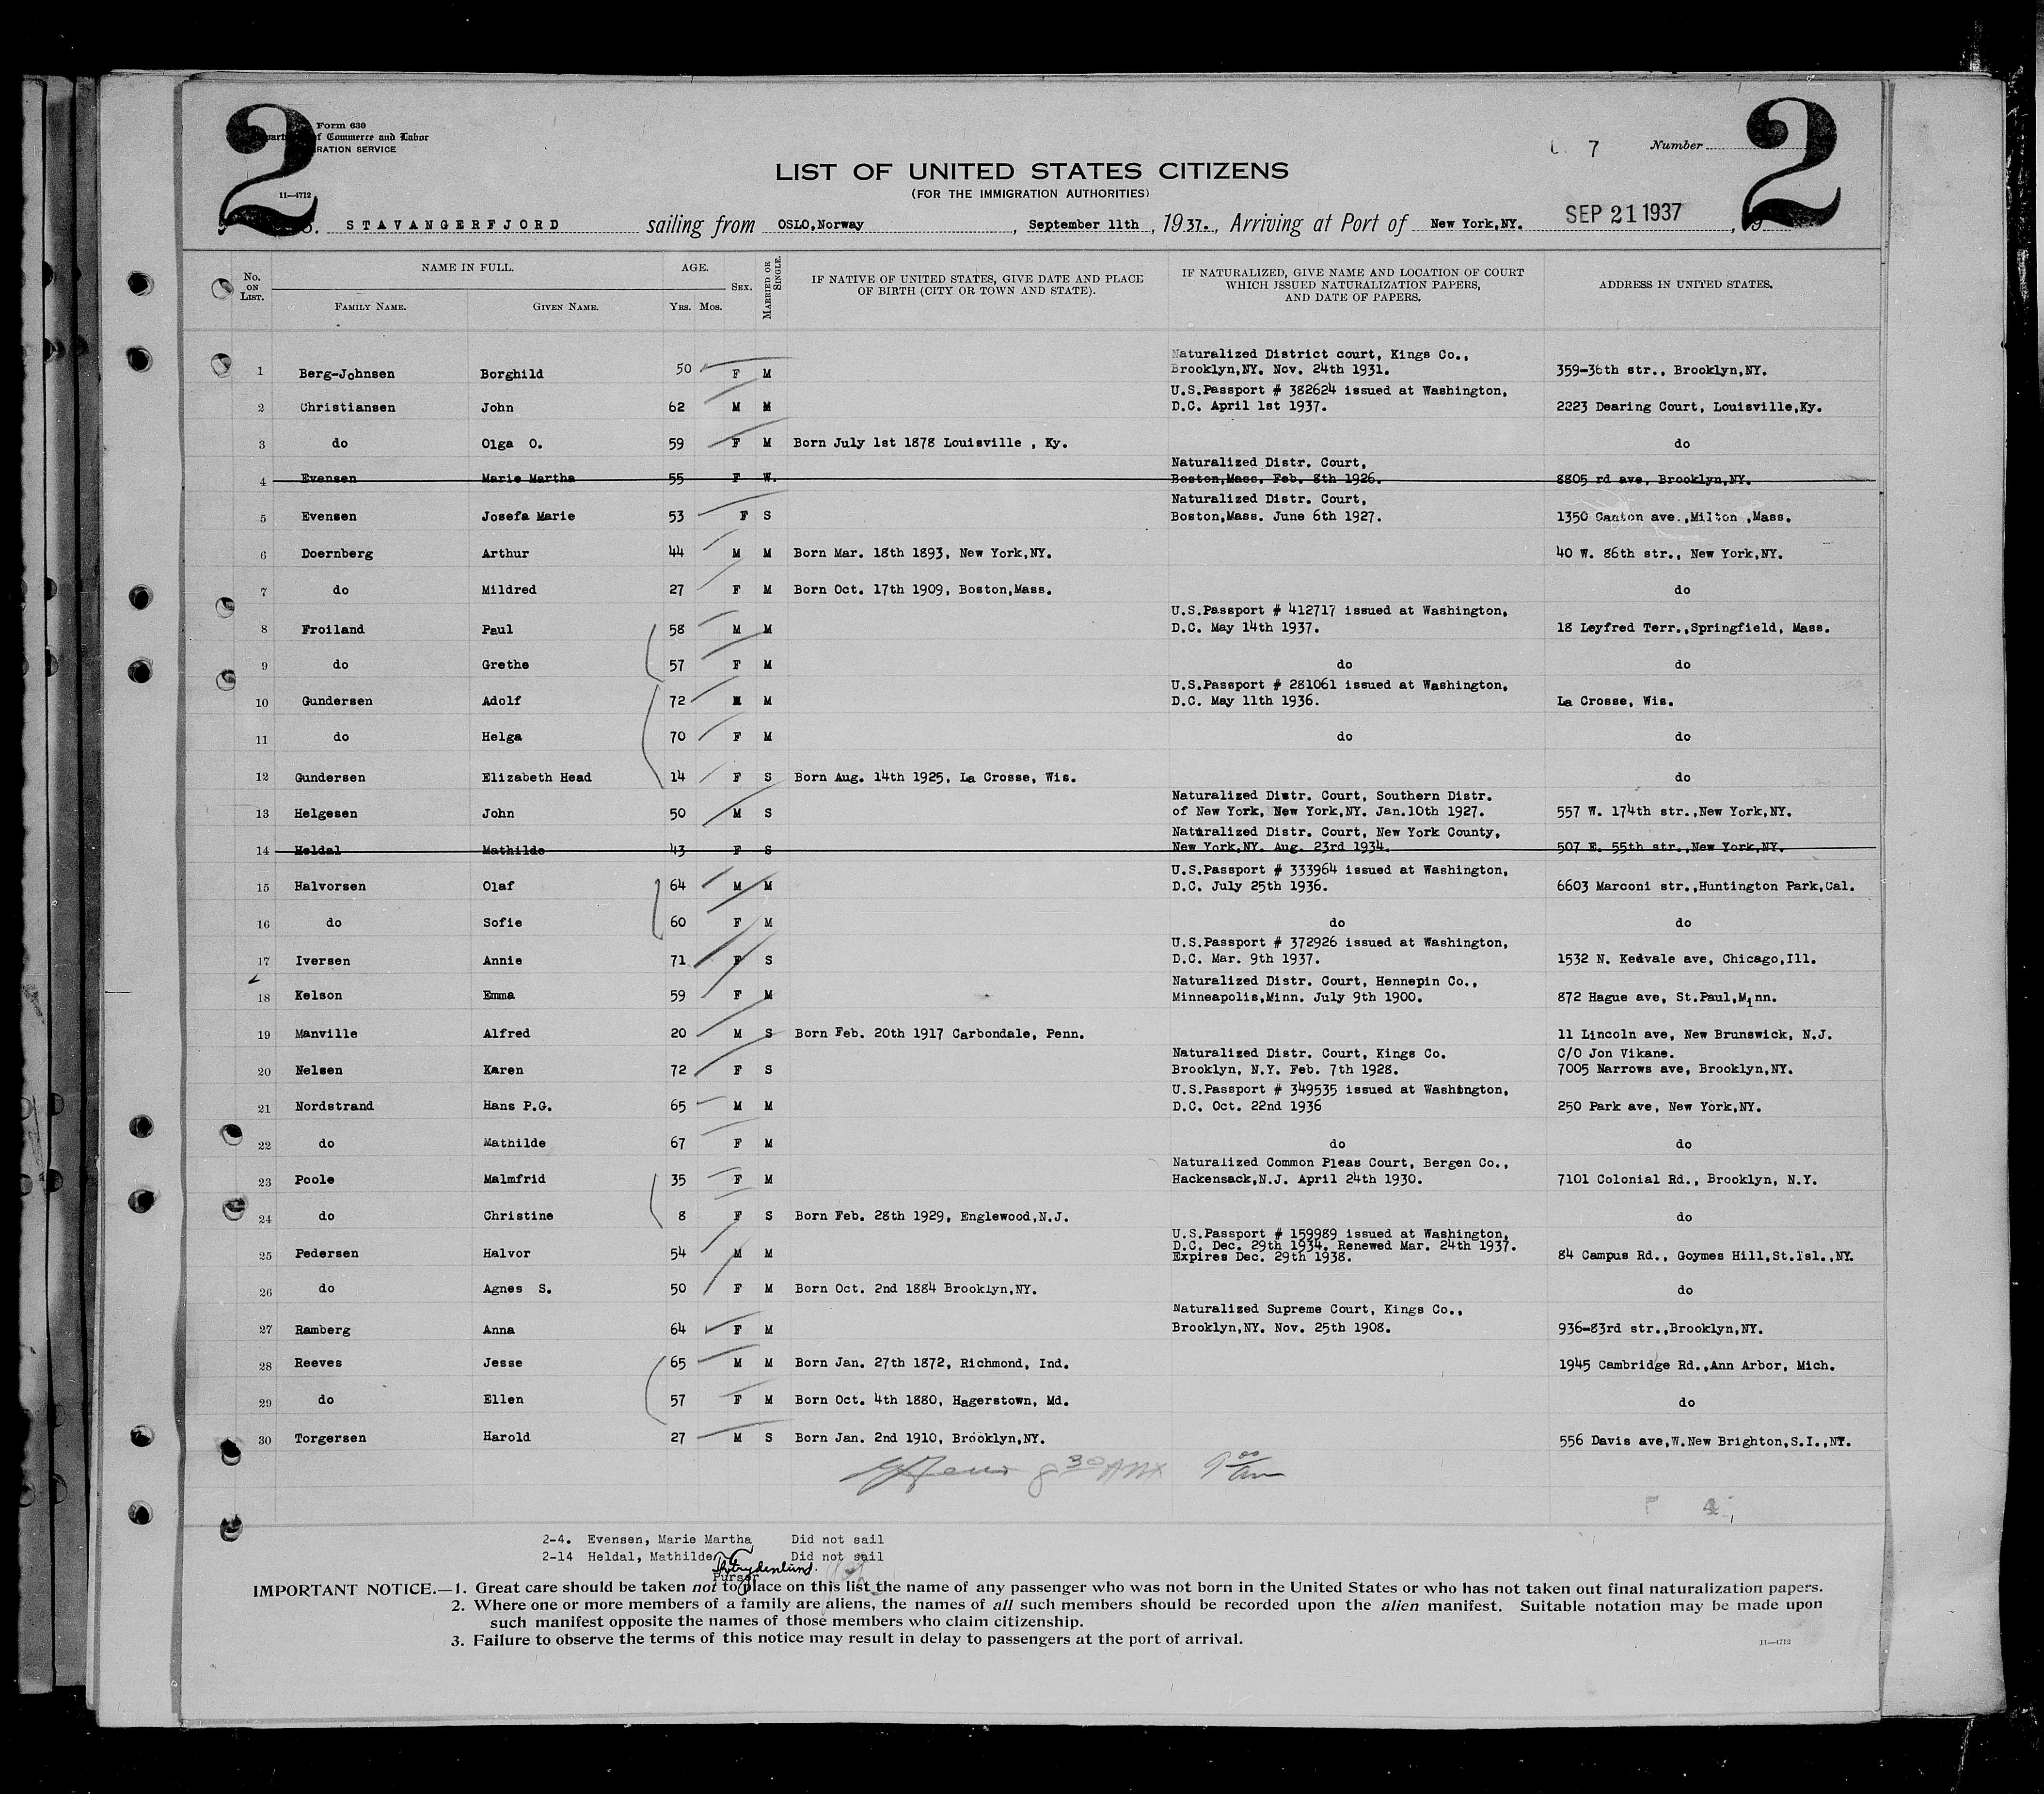 2
Form 630
of Commerce and Labor
RATION SERVICE
11—4712
7 Number
2
LIST OF UNITED STATES CITIZENS
(FOR THE IMMIGRATION AUTHORITIES)
S. STAVANGERFJORD sailing from OSLO,Norway, September 11th, 1937., Arriving at Port of New York,NY. SEP 21 1937, 19
No. ON LIST. NAME IN FULL. AGE. SEX. MARRIED OR SINGLE. IF NATIVE OF UNITED STATES, GIVE DATE AND PLACE OF BIRTH (CITY OR TOWN AND STATE). IF NATURALIZED, GIVE NAME AND LOCATION OF COURT WHICH ISSUED NATURALIZATION PAPERS, AND DATE OF PAPERS. ADDRESS IN UNITED STATES.
FAMILY NAME. GIVEN NAME. YRS. MOS.
Naturalized District court, Kings Co.,
1 Berg-Johnsen Borghild 50 F M Brooklyn,NY. Nov. 24th 1931. 359-36th str., Brooklyn,NY.
U.S.Passport # 382624 issued at Washington,
2 Christiansen John 62 M M D.C. April 1st 1937. 2223 Dearing Court, Louisville,Ky.
3 do Olga O. 59 F M Born July 1st 1878 Louisville , Ky. do
Naturalized Distr. Court,
4 Evensen Marie Martha 55 F W. Boston,Mass. Feb. 8th 1926. 8805 rd ave, Brooklyn,NY.
Naturalized Distr. Court,
5 Evensen Josefa Marie 53 F S Boston,Mass. June 6th 1927. 1350 Canton ave.,Milton ,Mass.
6 Doernberg Arthur 44 M M Born Mar. 18th 1893, New York,NY. 40 W. 86th str., New York,NY.
7 do Mildred 27 F M Born Oct. 17th 1909, Boston,Mass. do
U.S.Passport # 412717 issued at Washington,
8 Froiland Paul 58 M M D.C. May 14th 1937. 18 Leyfred Terr.,Springfield, Mass.
9 do Grethe 57 F M do do
U.S.Passport # 281061 issued at Washington,
10 Gundersen Adolf 72 M M D.C. May 11th 1936. La Crosse, Wis.
11 do Helga 70 F M do do
12 Gundersen Elizabeth Head 14 F S Born Aug. 14th 1925, La Crosse, Wis. do
Naturalized Distr. Court, Southern Distr.
13 Helgesen John 50 M S of New York, New York,NY. Jan.10th 1927. 557 W. 174th str.,New York,NY.
Naturalized Distr. Court, New York County,
14 Heldal Mathilde 43 F S New York,NY. Aug. 23rd 1934. 507 E. 55th str.,New York,NY.
U.S.Passport # 333964 issued at Washington,
15 Halvorsen Olaf 64 M M D.C. July 25th 1936. 6603 Marconi str.,Huntington Park,Cal.
16 do Sofie 60 F M do do
U.S.Passport # 372926 issued at Washington,
17 Iversen Annie 71 F S D.C. Mar. 9th 1937. 1532 N. Kedvale ave, Chicago,Ill.
Naturalized Distr. Court, Hennepin Co.,
18 Kelson Emma 59 F M Minneapolis,Minn. July 9th 1900. 872 Hague ave, St.Paul,Minn.
19 Manville Alfred 20 M S Born Feb. 20th 1917 Carbondale, Penn. 11 Lincoln ave, New Brunswick, N.J.
Naturalized Distr. Court, Kings Co. C/O Jon Vikane.
20 Nelsen Karen 72 F S Brooklyn, N.Y. Feb. 7th 1928. 7005 Narrows ave, Brooklyn,NY.
U.S.Passport # 349535 issued at Washington,
21 Nordstrand Hans P.G. 65 M M D.C. Oct. 22nd 1936 250 Park ave, New York,NY.
22 do Mathilde 67 F M do do
Naturalized Common Pleas Court, Bergen Co.,
23 Poole Malmfrid 35 F M Hackensack,N.J. April 24th 1930. 7101 Colonial Rd., Brooklyn, N.Y.
24 do Christine 8 F S Born Feb. 28th 1929, Englewood,N.J. do
U.S.Passport # 159989 issued at Washington,
D.C. Dec. 29th 1934. Renewed Mar. 24th 1937.
25 Pedersen Halvor 54 M M Expires Dec. 29th 1938. 84 Campus Rd., Goymes Hill,St.Isl.,NY.
26 do Agnes S. 50 F M Born Oct. 2nd 1884 Brooklyn,NY. do
Naturalized Supreme Court, Kings Co.,
27 Ramberg Anna 64 F M Brooklyn,NY. Nov. 25th 1908. 936-83rd str.,Brooklyn,NY.
28 Reeves Jesse 65 M M Born Jan. 27th 1872, Richmond, Ind. 1945 Cambridge Rd.,Ann Arbor, Mich.
29 do Ellen 57 F M Born Oct. 4th 1880, Hagerstown, Md. do
30 Torgersen Harold 27 M S Born Jan. 2nd 1910, Brooklyn,NY. 556 Davis ave,W.New Brighton,S.I.,NY.
8 30 AM 9 00 am
4
2-4. Evensen, Marie Martha Did not sail
2-14 Heldal, Mathilde Did not sail
Purser
IMPORTANT NOTICE.—1. Great care should be taken not to place on this list the name of any passenger who was not born in the United States or who has not taken out final naturalization papers.
2. Where one or more members of a family are aliens, the names of all such members should be recorded upon the alien manifest. Suitable notation may be made upon
such manifest opposite the names of those members who claim citizenship.
3. Failure to observe the terms of this notice may result in delay to passengers at the port of arrival.
11—4712